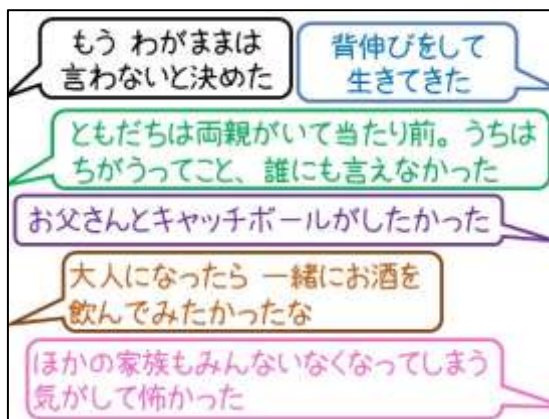 もう わがままは
言わないと決めた
背伸びをして
生きてきた
ともだちは両親がいて当たり前。うちは
ちがうってこと、誰にも言えなかった
お父さんとキャッチボールがしたかった
大人になったら 一緒にお酒を
飲んでみたかったな
ほかの家族もみんないなくなってしまう
気がして怖かった